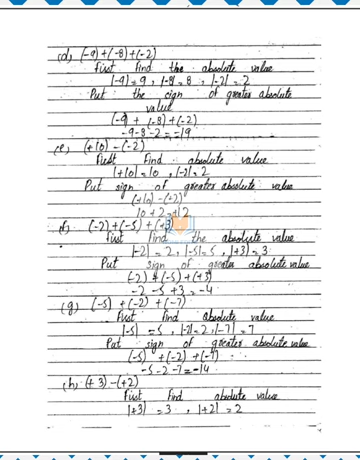 (d) (-9) + (-8) + (-2)
First find the absolute value
|-9| = 9 , |-8| = 8 , |-2| = 2
Put the sign of greater absolute
value
(-9) + (-8) + (-2)
-9-8-2 = -19
(e) (+10) - (-2)
First Find absolute value
|+10| = 10 , |-2| = 2
Put sign of greater absolute value
(+10) - (-2)
10 + 2 = +12
(f) (-2) + (-5) + (+3)
First Find the absolute value
|-2| = 2 , |-5| = 5 , |+3| = 3
Put sign of greater absolute value
(-2) + (-5) + (+3)
-2 -5 +3 = -4
(g) (-5) + (-2) + (-7)
First find absolute value
|-5| = 5 , |-2| = 2 , |-7| = 7
Put sign of greater absolute value
(-5) + (-2) + (-7)
-5-2-7 = -14
(h) (+3) - (+2)
First find absolute value
|+3| = 3 , |+2| = 2